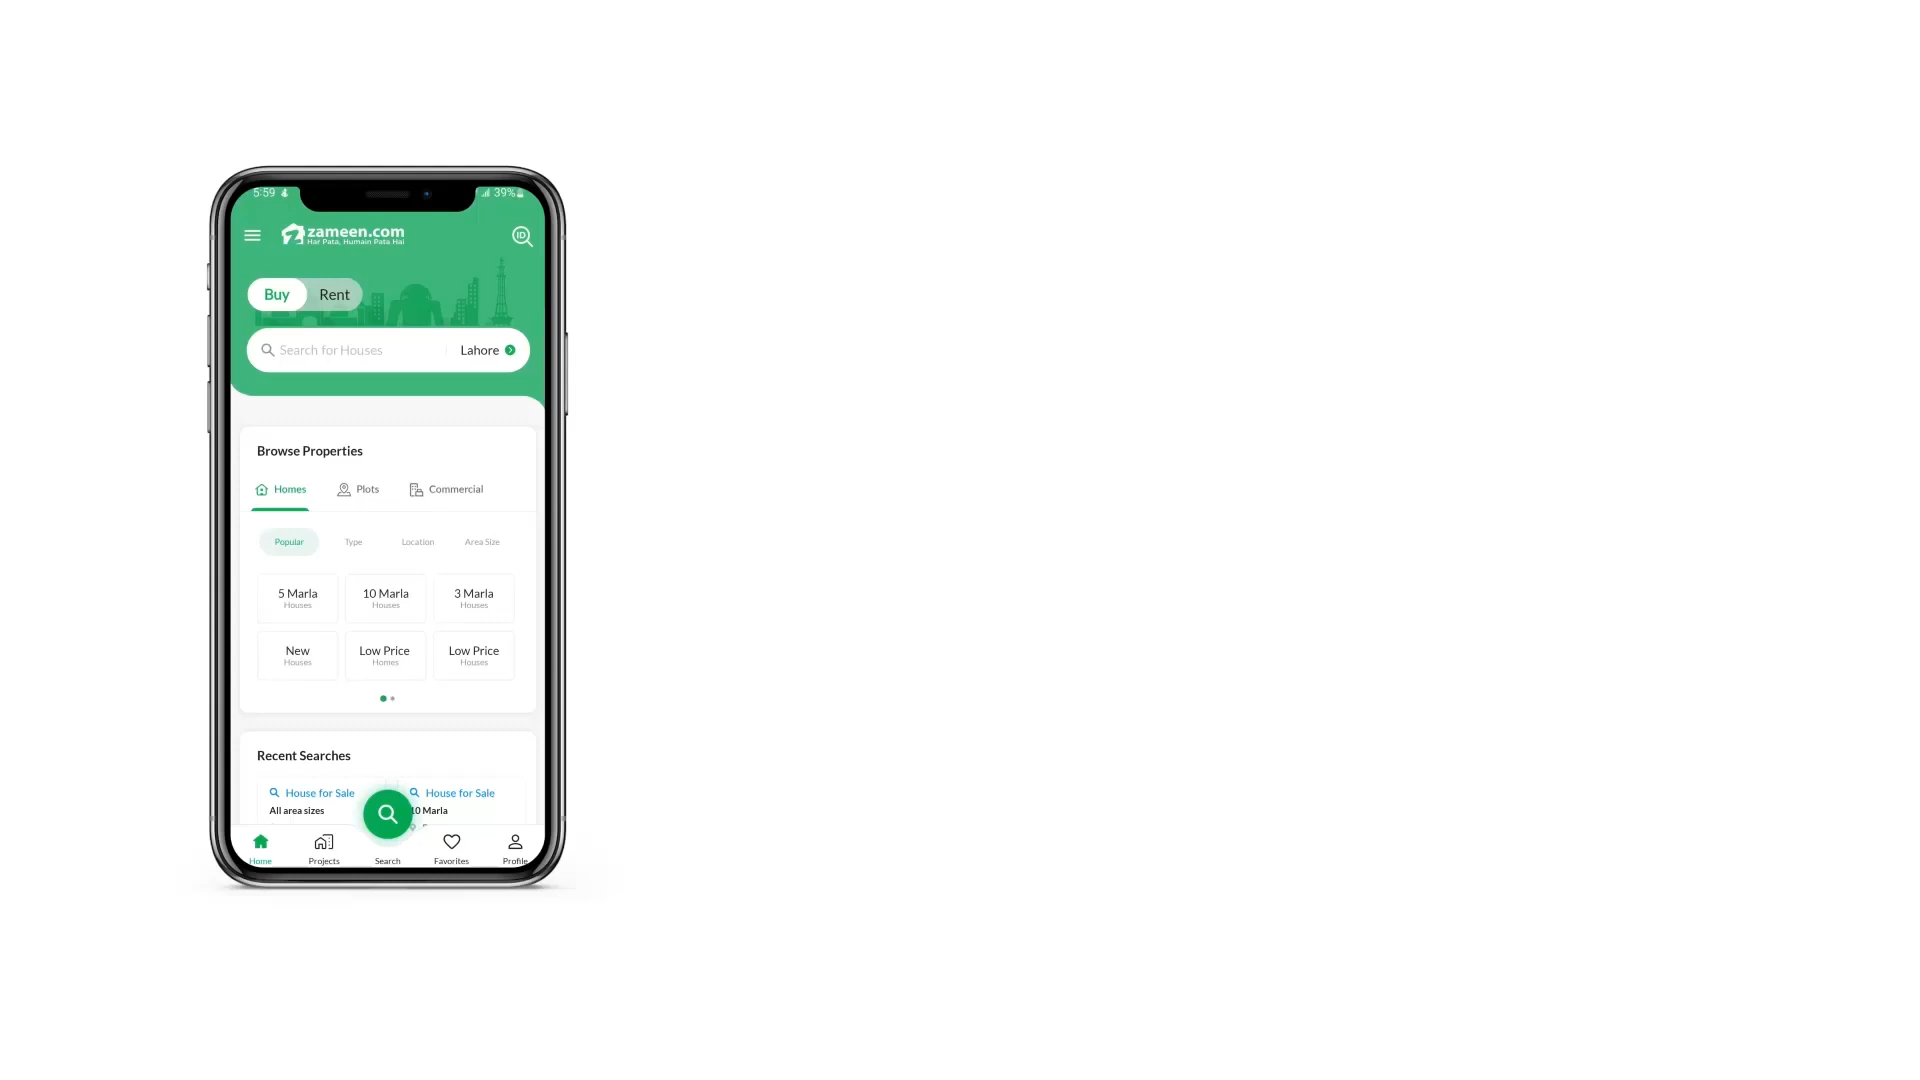 5:59
39%
zameen.com
Har Pata, Humain Pata Hai
ID
Buy Rent
Search for Houses Lahore
Browse Properties
Homes Plots Commercial
Popular Type Location Area Size
5 Marla 10 Marla 3 Marla
Houses Houses Houses
New Low Price Low Price
Houses Homes Houses
Recent Searches
House for Sale House for Sale
All area sizes 10 Marla
Home Projects Search Favorites Profile